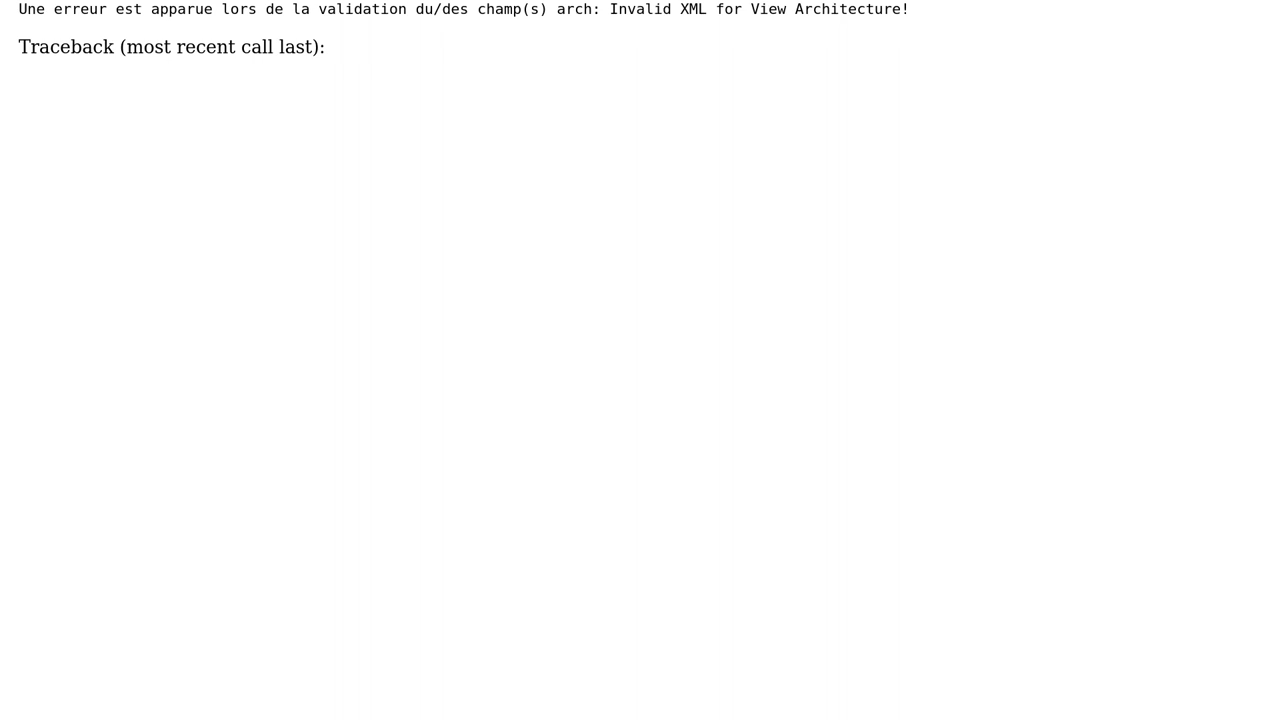 Une erreur est apparue lors de la validation du/des champ(s) arch: Invalid XML for View Architecture!
Traceback (most recent call last):